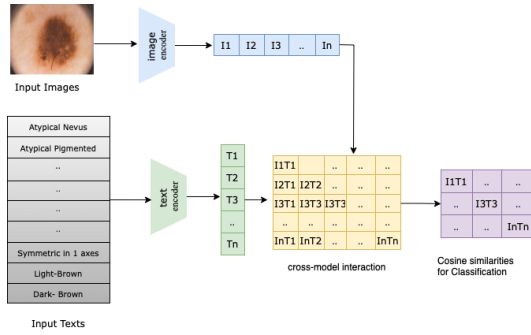 image
encoder
I1 I2 I3 .. In
Input Images
Atypical Nevus
Atypical Pigmented
..
..
..
..
Symmetric in 1 axes
Light-Brown
Dark- Brown
Input Texts
text
encoder
T1
T2
T3
..
Tn
I1T1 .. .. ..
I2T1 I2T2 .. .. ..
I3T1 I3T3 I3T3 .. ..
.. .. .. .. ..
InT1 InT2 .. .. InTn
cross-model interaction
I1T1 .. ..
.. I3T3 ..
.. .. InTn
Cosine similarities
for Classification